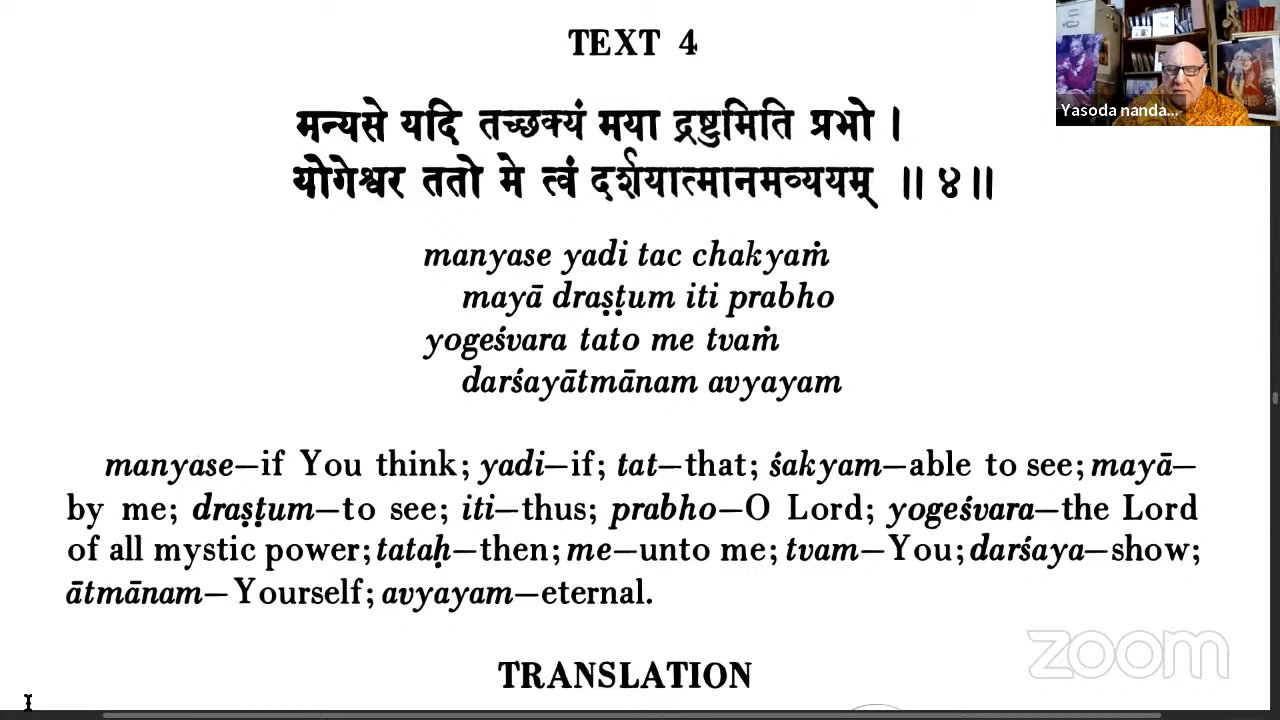 TEXT 4
Yasoda nanda...
मन्यसे यदि तच्छक्यं मया द्रष्टुमिति प्रभो ।
योगेश्वर ततो मे त्वं दर्शयात्मानमव्ययम् ॥ ४॥
manyase yadi tac chakyaṁ
mayā draṣṭum iti prabho
yogeśvara tato me tvaṁ
darśayātmānam avyayam
manyase—if You think; yadi—if; tat—that; śakyam—able to see; mayā—
by me; draṣṭum—to see; iti—thus; prabho—O Lord; yogeśvara—the Lord
of all mystic power; tataḥ—then; me—unto me; tvam—You; darśaya—show;
ātmānam—Yourself; avyayam—eternal.
zoom
TRANSLATION